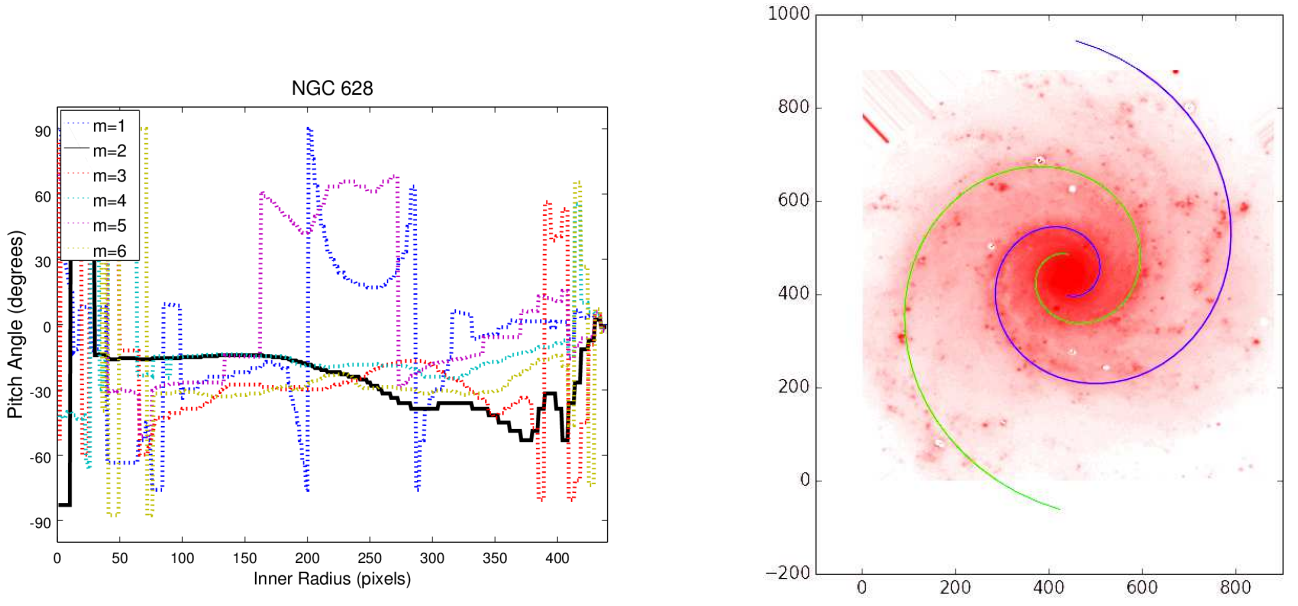 NGC 628
Pitch Angle (degrees)
90
60
30
0
-30
-60
-90
m=1
m=2
m=3
m=4
m=5
m=6
0 50 100 150 200 250 300 350 400
Inner Radius (pixels)
1000
800
600
400
200
0
−200
0 200 400 600 800